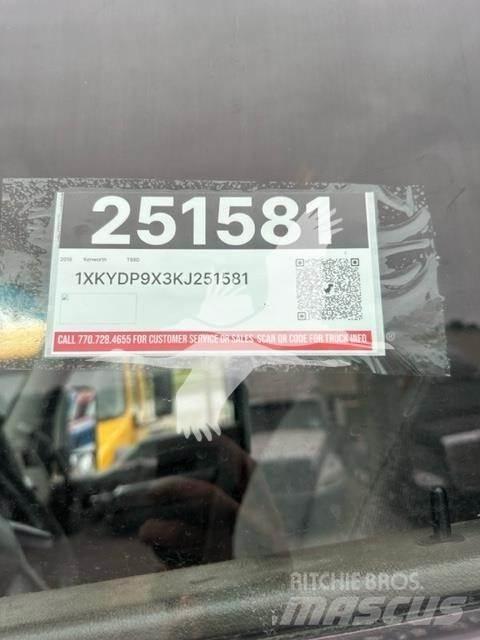 251581
Kenworth T680
1XKYDP9X3KJ251581
CALL 770.728.4655 FOR CUSTOMER SERVICE OR SALES, SCAN QR CODE FOR TRUCK INFO
RITCHIE BROS.
MASCUS